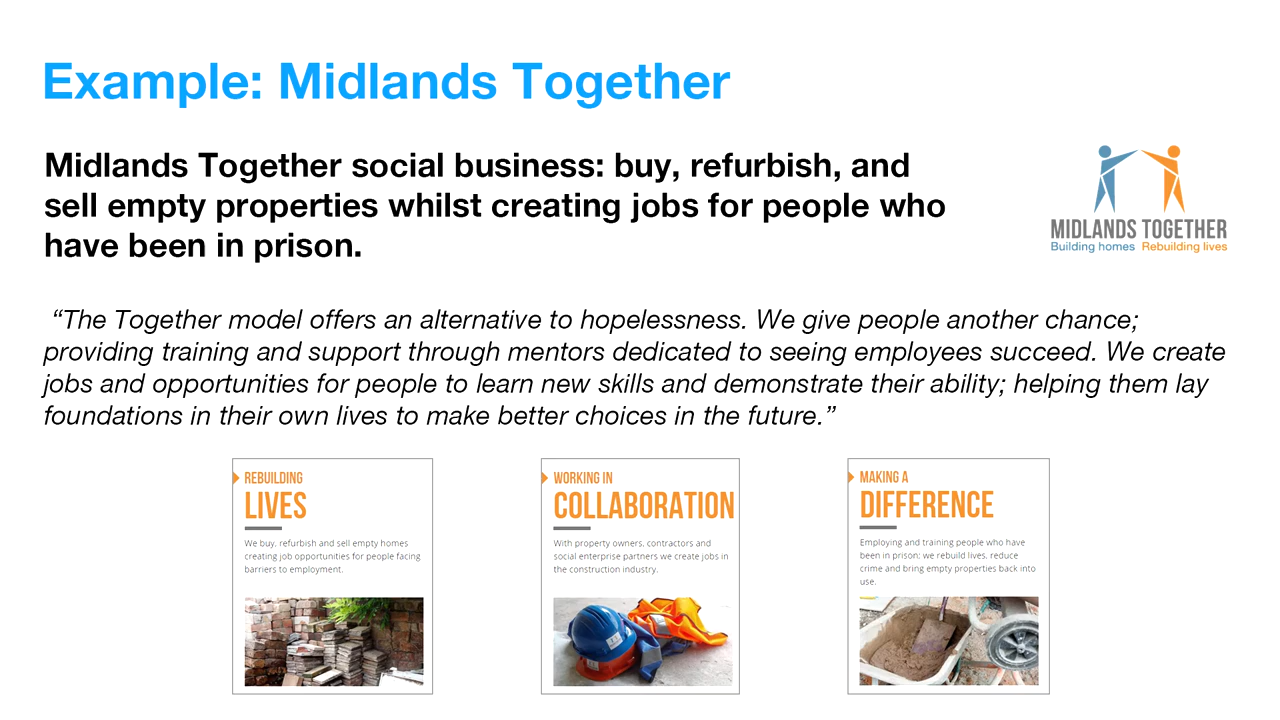 Example: Midlands Together
Midlands Together social business: buy, refurbish, and
sell empty properties whilst creating jobs for people who
have been in prison.
MIDLANDS TOGETHER
Building homes Rebuilding lives
“The Together model offers an alternative to hopelessness. We give people another chance;
providing training and support through mentors dedicated to seeing employees succeed. We create
jobs and opportunities for people to learn new skills and demonstrate their ability; helping them lay
foundations in their own lives to make better choices in the future.”
REBUILDING
LIVES
We buy, refurbish and sell empty homes
creating job opportunities for people facing
barriers to employment.
WORKING IN
COLLABORATION
With property owners, contractors and
social enterprise partners we create jobs in
the construction industry.
MAKING A
DIFFERENCE
Employing and training people who have
been in prison: we rebuild lives, reduce
crime and bring empty properties back into
use.